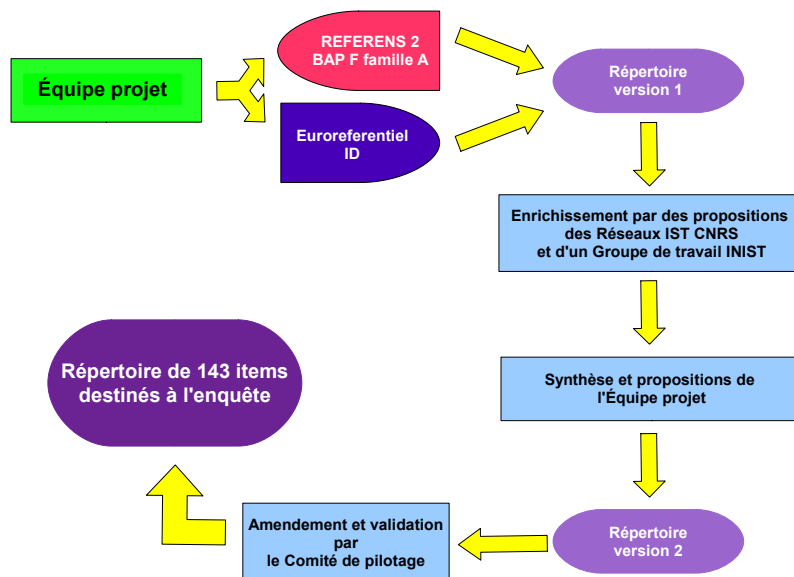 Équipe projet
REFERENS 2
BAP F famille A
Euroreferentiel
ID
Répertoire
version 1
Enrichissement par des propositions
des Réseaux IST CNRS
et d'un Groupe de travail INIST
Synthèse et propositions de
l'Équipe projet
Répertoire
version 2
Amendement et validation
par
le Comité de pilotage
Répertoire de 143 items
destinés à l'enquête